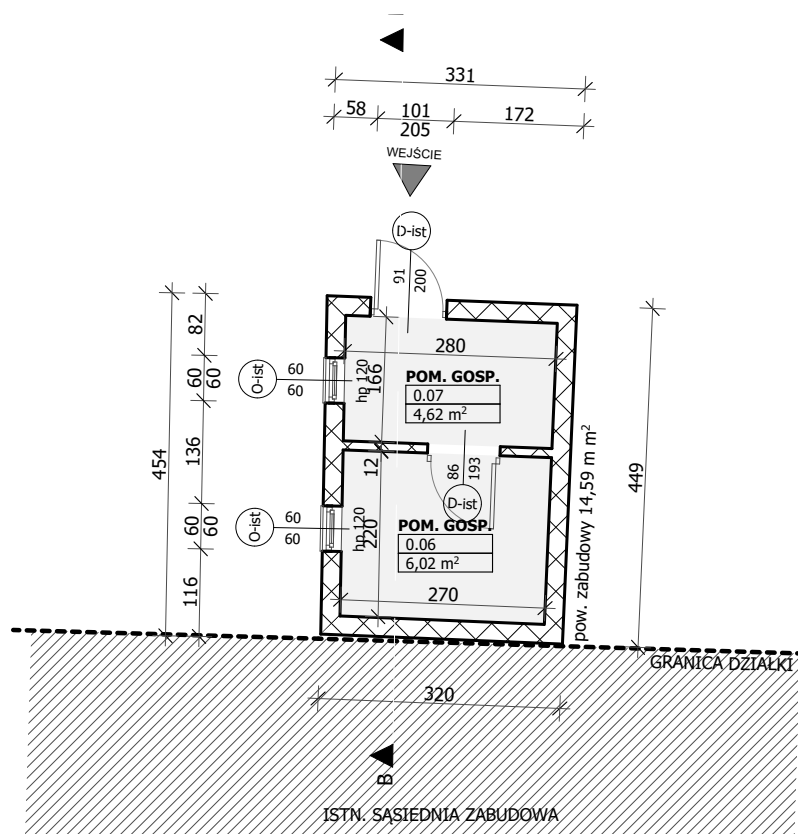 331
58 101 172
205
WEJŚCIE
D-ist
91
200
82
60
60
O-ist
60
60
hp 120
166
280
POM. GOSP.
0.07
4,62 m²
454
136
12
86
193
D-ist
449
60
60
O-ist
60
60
hp 120
220
POM. GOSP.
0.06
6,02 m²
116
270
pow. zabudowy 14,59 m m²
GRANICA DZIAŁKI
320
B
ISTN. SĄSIEDNIA ZABUDOWA